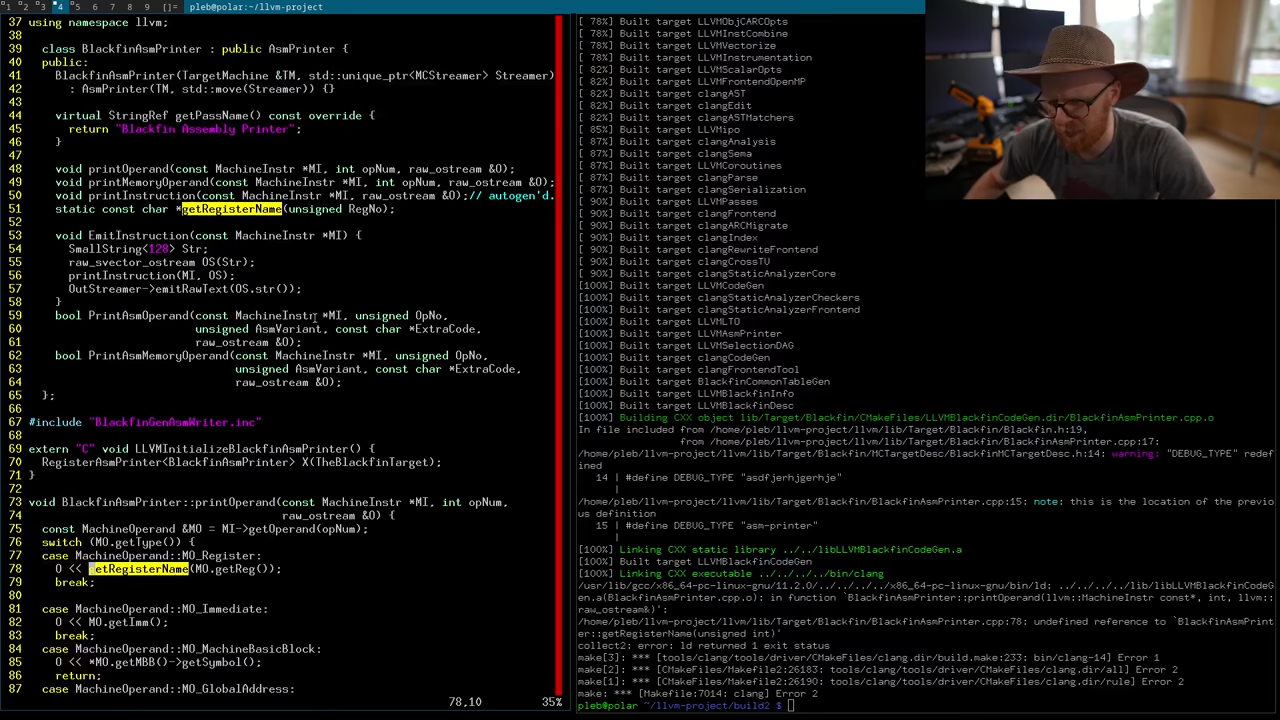 1 2 3 4 5 6 7 8 9 []= pleb@polar:~/llvm-project
37 using namespace llvm;
38
39   class BlackfinAsmPrinter : public AsmPrinter {
40   public:
41     BlackfinAsmPrinter(TargetMachine &TM, std::unique_ptr<MCStreamer> Streamer)
42       : AsmPrinter(TM, std::move(Streamer)) {}
43
44     virtual StringRef getPassName() const override {
45       return "Blackfin Assembly Printer";
46     }
47
48     void printOperand(const MachineInstr *MI, int opNum, raw_ostream &O);
49     void printMemoryOperand(const MachineInstr *MI, int opNum, raw_ostream &O);
50     void printInstruction(const MachineInstr *MI, raw_ostream &O);// autogen'd.
51     static const char *getRegisterName(unsigned RegNo);
52
53     void EmitInstruction(const MachineInstr *MI) {
54       SmallString<128> Str;
55       raw_svector_ostream OS(Str);
56       printInstruction(MI, OS);
57       OutStreamer->emitRawText(OS.str());
58     }
59     bool PrintAsmOperand(const MachineInstr *MI, unsigned OpNo,
60                          unsigned AsmVariant, const char *ExtraCode,
61                          raw_ostream &O);
62     bool PrintAsmMemoryOperand(const MachineInstr *MI, unsigned OpNo,
63                                unsigned AsmVariant, const char *ExtraCode,
64                                raw_ostream &O);
65   };
66
67 #include "BlackfinGenAsmWriter.inc"
68
69 extern "C" void LLVMInitializeBlackfinAsmPrinter() {
70   RegisterAsmPrinter<BlackfinAsmPrinter> X(TheBlackfinTarget);
71 }
72
73 void BlackfinAsmPrinter::printOperand(const MachineInstr *MI, int opNum,
74                                       raw_ostream &O) {
75   const MachineOperand &MO = MI->getOperand(opNum);
76   switch (MO.getType()) {
77   case MachineOperand::MO_Register:
78     O << getRegisterName(MO.getReg());
79     break;
80
81   case MachineOperand::MO_Immediate:
82     O << MO.getImm();
83     break;
84   case MachineOperand::MO_MachineBasicBlock:
85     O << *MO.getMBB()->getSymbol();
86     return;
87   case MachineOperand::MO_GlobalAddress:
78,10 35%
[ 78%] Built target LLVMObjCARCOpts
[ 78%] Built target LLVMInstCombine
[ 78%] Built target LLVMVectorize
[ 78%] Built target LLVMInstrumentation
[ 82%] Built target LLVMScalarOpts
[ 82%] Built target LLVMFrontendOpenMP
[ 82%] Built target clangAST
[ 82%] Built target clangEdit
[ 82%] Built target clangASTMatchers
[ 85%] Built target LLVMipo
[ 87%] Built target clangAnalysis
[ 87%] Built target clangSema
[ 87%] Built target LLVMCoroutines
[ 87%] Built target clangParse
[ 87%] Built target clangSerialization
[ 87%] Built target LLVMPasses
[ 90%] Built target clangFrontend
[ 90%] Built target clangARCMigrate
[ 90%] Built target clangIndex
[ 90%] Built target clangRewriteFrontend
[ 90%] Built target clangCrossTU
[ 90%] Built target clangStaticAnalyzerCore
[100%] Built target LLVMCodeGen
[100%] Built target clangStaticAnalyzerCheckers
[100%] Built target clangStaticAnalyzerFrontend
[100%] Built target LLVMLTO
[100%] Built target LLVMAsmPrinter
[100%] Built target LLVMSelectionDAG
[100%] Built target clangCodeGen
[100%] Built target clangFrontendTool
[100%] Built target BlackfinCommonTableGen
[100%] Built target LLVMBlackfinInfo
[100%] Built target LLVMBlackfinDesc
[100%] Building CXX object lib/Target/Blackfin/CMakeFiles/LLVMBlackfinCodeGen.dir/BlackfinAsmPrinter.cpp.o
In file included from /home/pleb/llvm-project/llvm/lib/Target/Blackfin/Blackfin.h:19,
                 from /home/pleb/llvm-project/llvm/lib/Target/Blackfin/BlackfinAsmPrinter.cpp:17:
/home/pleb/llvm-project/llvm/lib/Target/Blackfin/MCTargetDesc/BlackfinMCTargetDesc.h:14: warning: "DEBUG_TYPE" redef
ined
   14 | #define DEBUG_TYPE "asdfjerhjgerhje"
      |
/home/pleb/llvm-project/llvm/lib/Target/Blackfin/BlackfinAsmPrinter.cpp:15: note: this is the location of the previo
us definition
   15 | #define DEBUG_TYPE "asm-printer"
      |
[100%] Linking CXX static library ../../libLLVMBlackfinCodeGen.a
[100%] Built target LLVMBlackfinCodeGen
[100%] Linking CXX executable ../../../../bin/clang
/usr/lib/gcc/x86_64-pc-linux-gnu/11.2.0/../../../../x86_64-pc-linux-gnu/bin/ld: ../../../../lib/libLLVMBlackfinCodeG
en.a(BlackfinAsmPrinter.cpp.o): in function `BlackfinAsmPrinter::printOperand(llvm::MachineInstr const*, int, llvm::
raw_ostream&)':
/home/pleb/llvm-project/llvm/lib/Target/Blackfin/BlackfinAsmPrinter.cpp:78: undefined reference to `BlackfinAsmPrint
er::getRegisterName(unsigned int)'
collect2: error: ld returned 1 exit status
make[3]: *** [tools/clang/tools/driver/CMakeFiles/clang.dir/build.make:233: bin/clang-14] Error 1
make[2]: *** [CMakeFiles/Makefile2:26183: tools/clang/tools/driver/CMakeFiles/clang.dir/all] Error 2
make[1]: *** [CMakeFiles/Makefile2:26190: tools/clang/tools/driver/CMakeFiles/clang.dir/rule] Error 2
make: *** [Makefile:7014: clang] Error 2
pleb@polar ~/llvm-project/build2 $